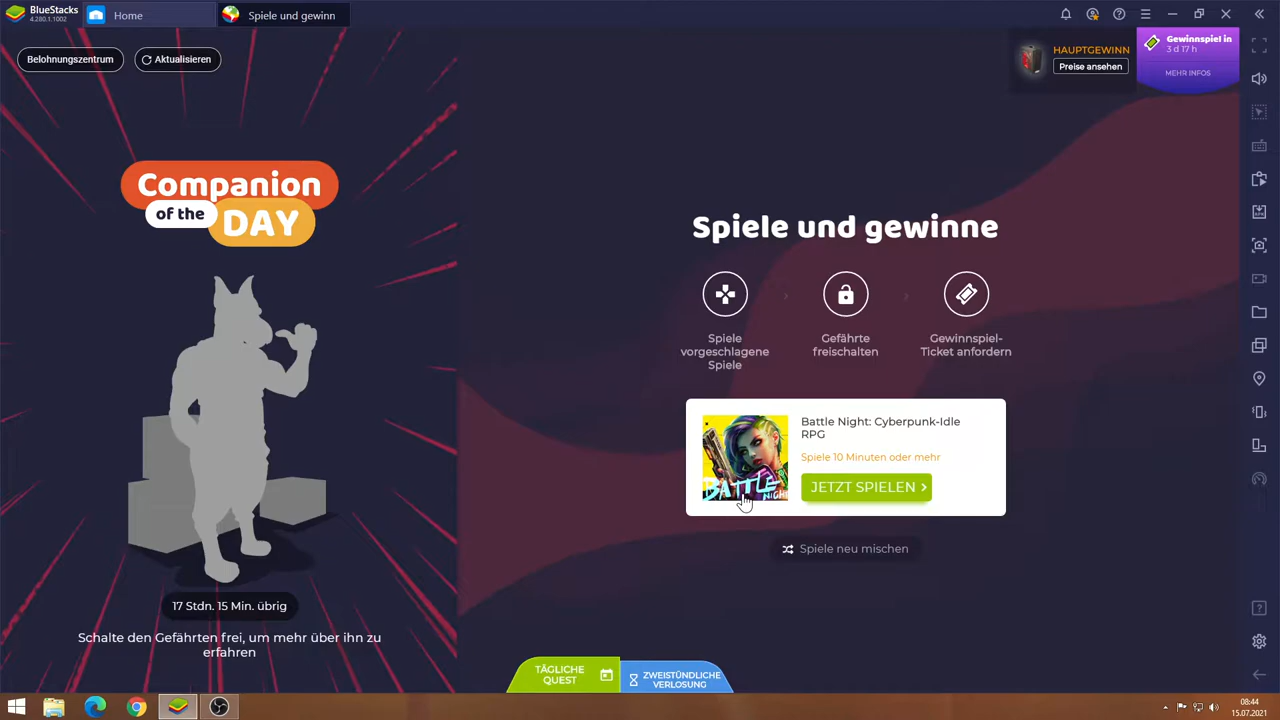 BlueStacks
4.280.1.1002
Home
Spiele und gewinn
Belohnungszentrum
Aktualisieren
HAUPTGEWINN
Preise ansehen
Gewinnspiel in
3 d 17 h
MEHR INFOS
Companion
of the
DAY
17 Stdn. 15 Min. übrig
Schalte den Gefährten frei, um mehr über ihn zu
erfahren
Spiele und gewinne
Spiele
vorgeschlagene
Spiele
Gefährte
freischalten
Gewinnspiel-
Ticket anfordern
BATTLE
NIGHT
Battle Night: Cyberpunk-Idle
RPG
Spiele 10 Minuten oder mehr
JETZT SPIELEN
Spiele neu mischen
TÄGLICHE
QUEST
ZWEISTÜNDLICHE
VERLOSUNG
08:44
15.07.2021